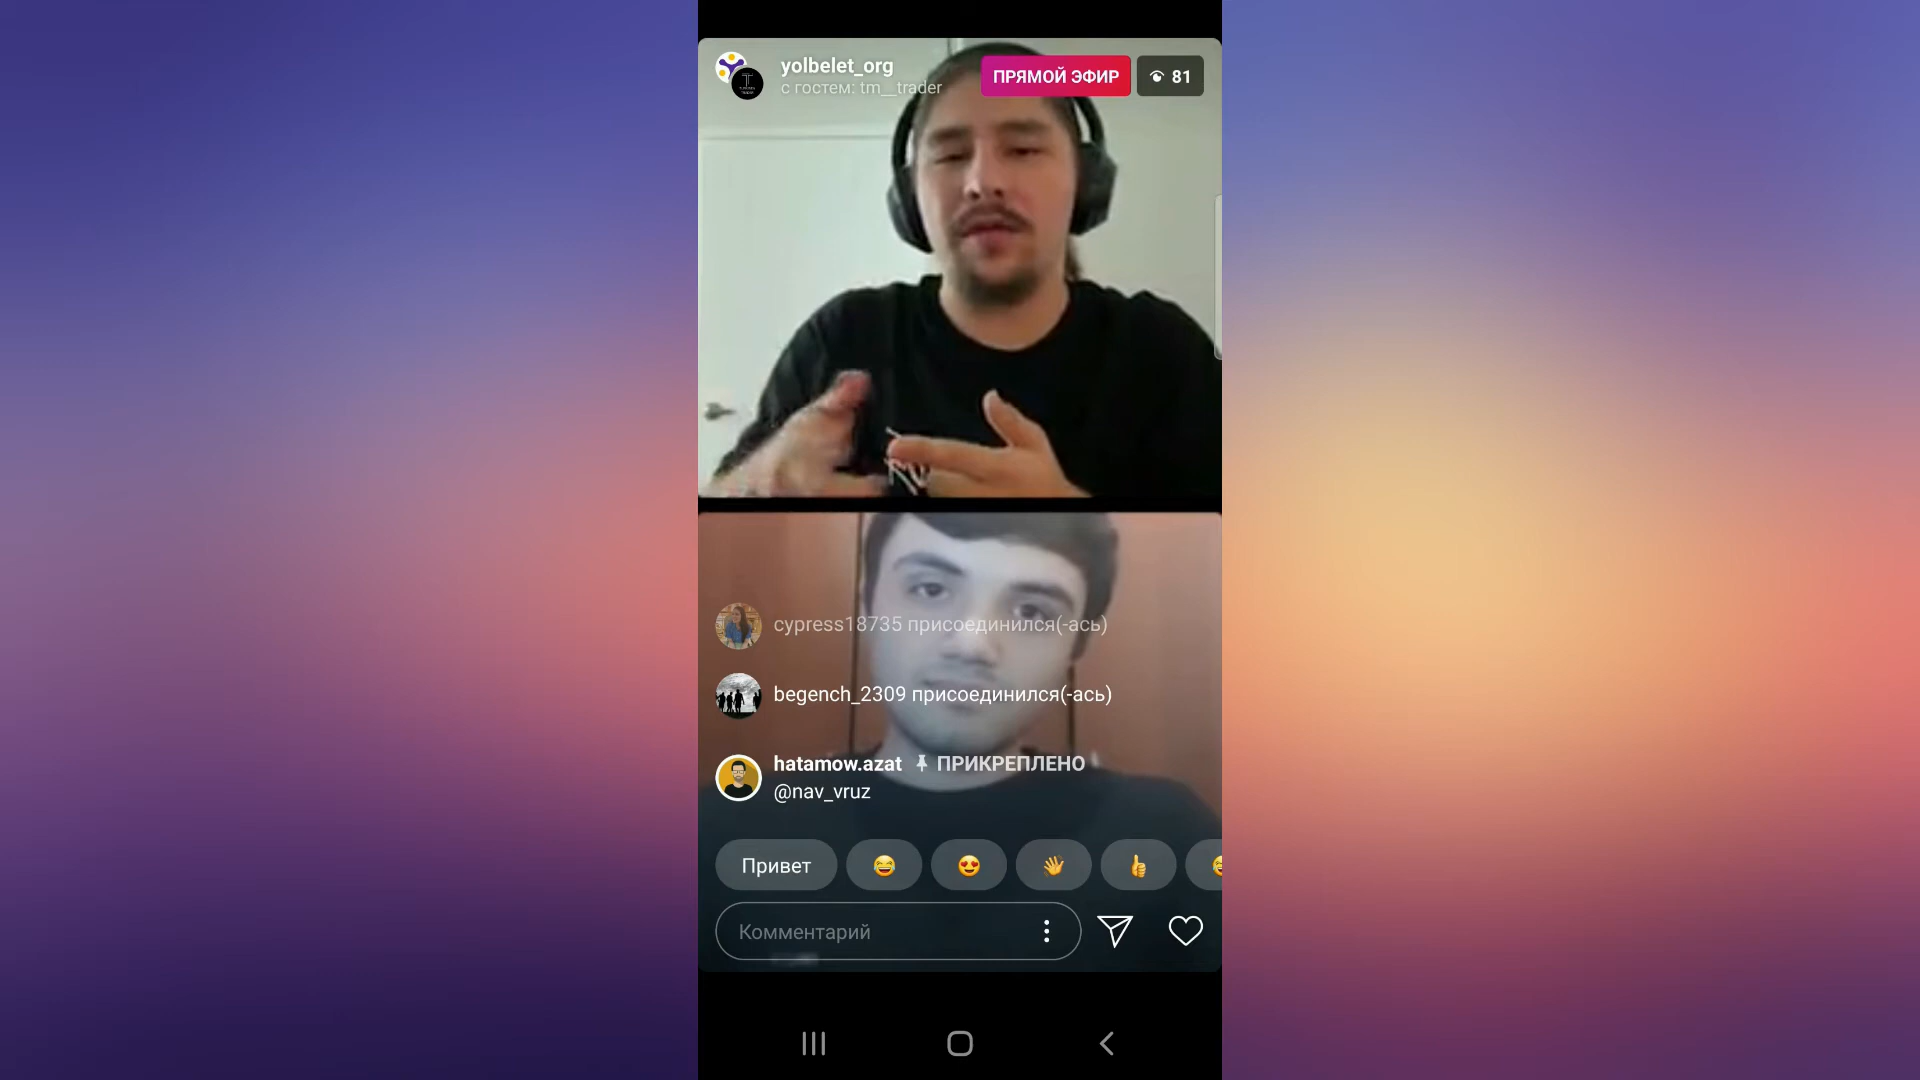 yolbelet_org
с гостем: tm__trader
ПРЯМОЙ ЭФИР
81
cypress18735 присоединился(-ась)
begench_2309 присоединился(-ась)
hatamow.azat ПРИКРЕПЛЕНО
@nav_vruz
Привет
Комментарий